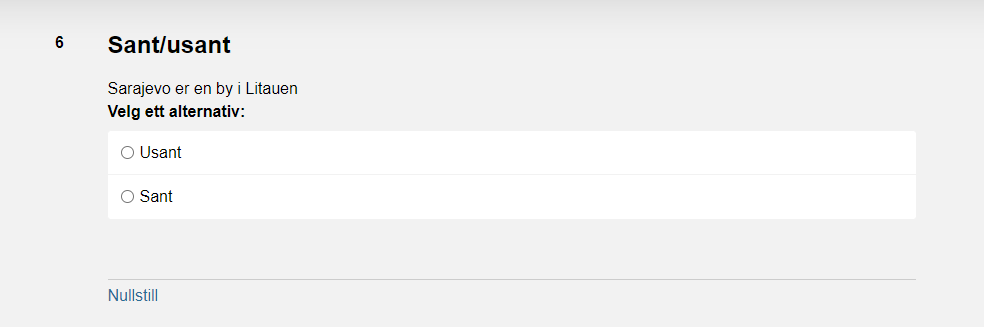 6
Sant/usant
Sarajevo er en by i Litauen
Velg ett alternativ:
Usant
Sant
Nullstill